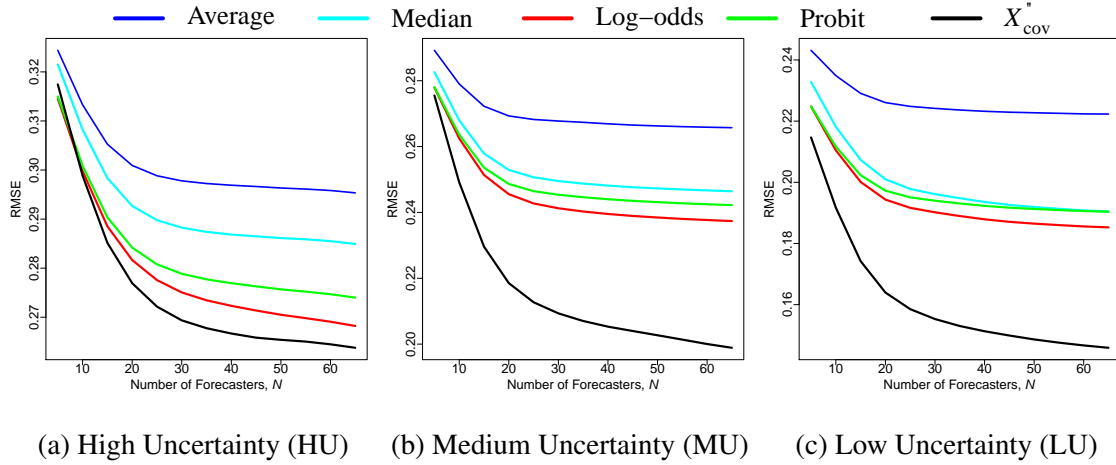 Average Median Log−odds Probit X″cov
RMSE
0.27 0.28 0.29 0.30 0.31 0.32
10 20 30 40 50 60
Number of Forecasters, N
RMSE
0.20 0.22 0.24 0.26 0.28
10 20 30 40 50 60
Number of Forecasters, N
RMSE
0.16 0.18 0.20 0.22 0.24
10 20 30 40 50 60
Number of Forecasters, N
(a) High Uncertainty (HU) (b) Medium Uncertainty (MU) (c) Low Uncertainty (LU)